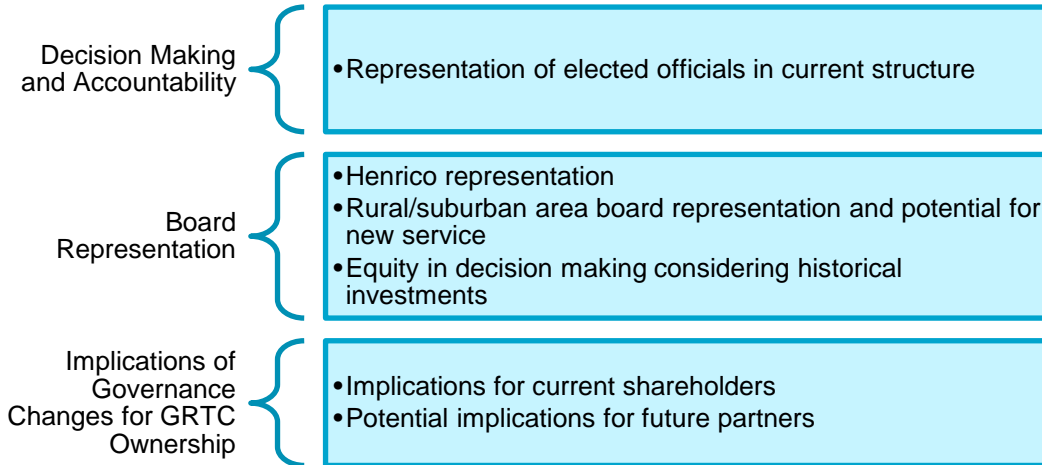 Decision Making
and Accountability
•Representation of elected officials in current structure
Board
Representation
•Henrico representation
•Rural/suburban area board representation and potential for
new service
•Equity in decision making considering historical
investments
Implications of
Governance
Changes for GRTC
Ownership
•Implications for current shareholders
•Potential implications for future partners